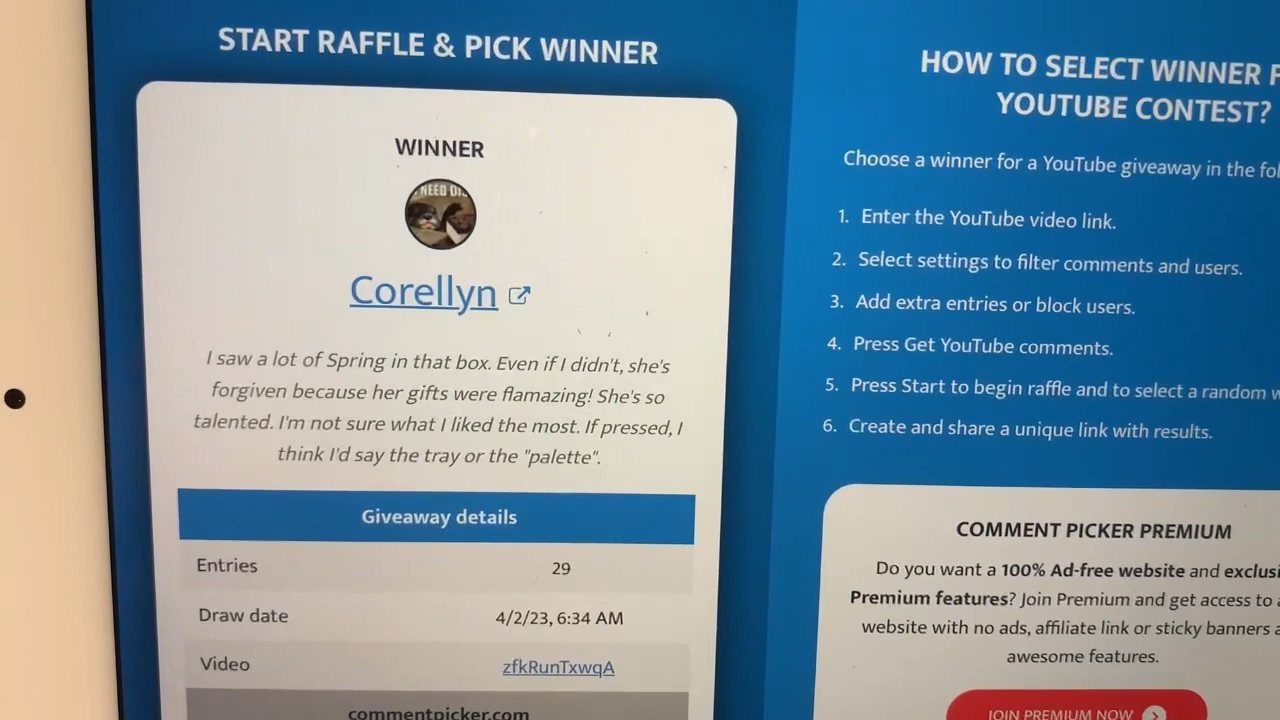 START RAFFLE & PICK WINNER
WINNER
NEED
Corellyn
I saw a lot of Spring in that box. Even if I didn't, she's
forgiven because her gifts were flamazing! She's so
talented. I'm not sure what I liked the most. If pressed, I
think I'd say the tray or the "palette".
Giveaway details
Entries 29
Draw date 4/2/23, 6:34 AM
Video zfkRunTxwqA
commentpicker.com
HOW TO SELECT WINNER
YOUTUBE CONTEST?
Choose a winner for a YouTube giveaway in the
1. Enter the YouTube video link.
2. Select settings to filter comments and users.
3. Add extra entries or block users.
4. Press Get YouTube comments.
5. Press Start to begin raffle and to select a random
6. Create and share a unique link with results.
COMMENT PICKER PREMIUM
Do you want a 100% Ad-free website and
Premium features? Join Premium and get access to
website with no ads, affiliate link or sticky banners
awesome features.
JOIN PREMIUM NOW